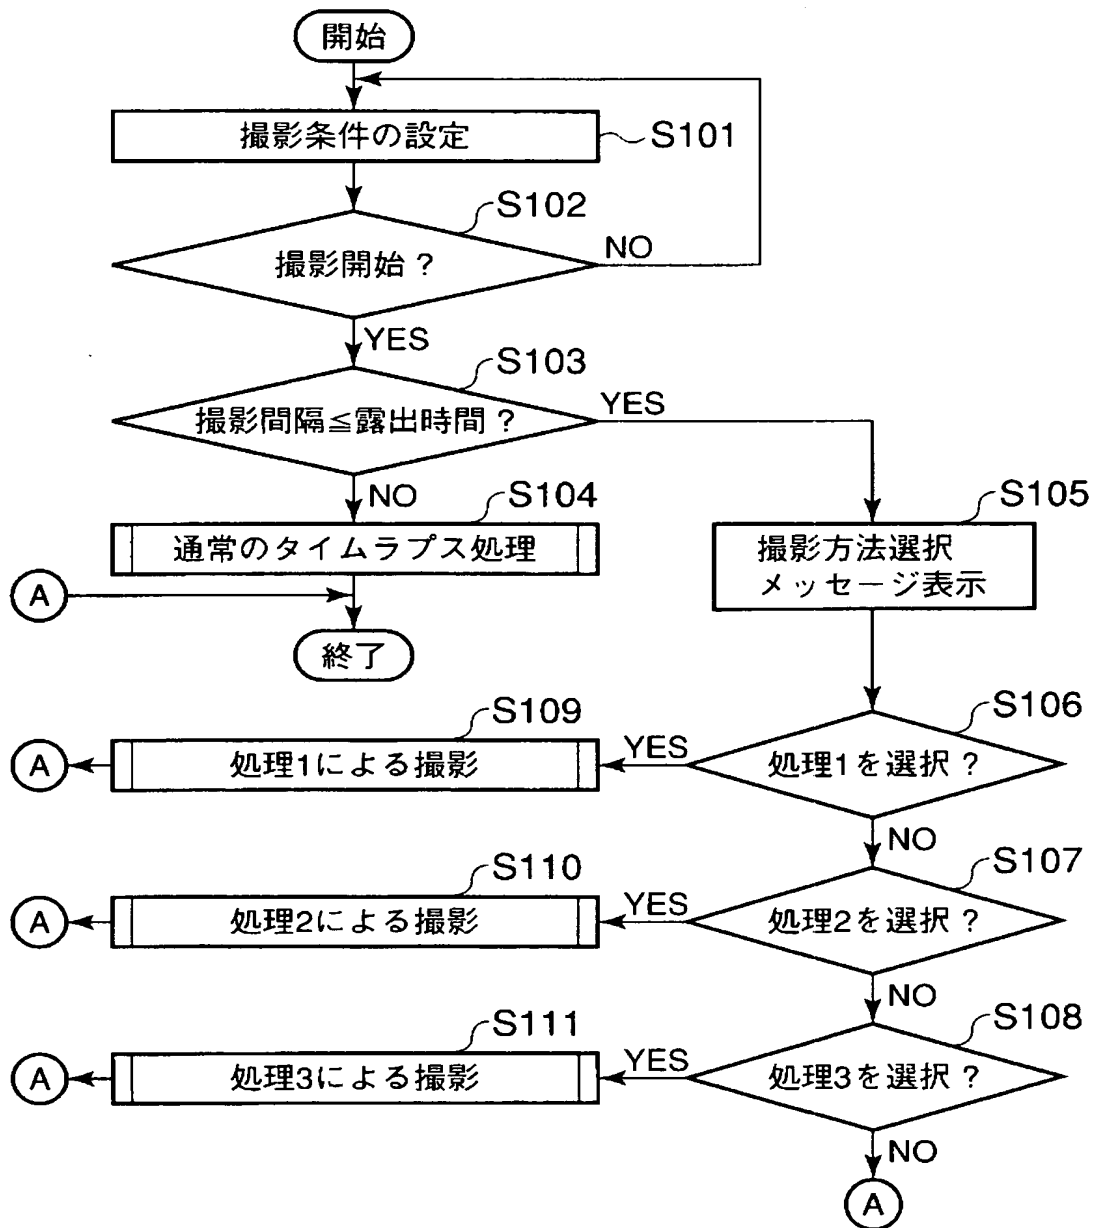 開始
撮影条件の設定
S101
S102
撮影開始?
NO
YES
S103
撮影間隔≦露出時間?
YES
NO
S104
通常のタイムラプス処理
A
終了
S105
撮影方法選択
メッセージ表示
S106
処理1を選択?
YES
S109
処理1による撮影
A
NO
S107
処理2を選択?
YES
S110
処理2による撮影
A
NO
S108
処理3を選択?
YES
S111
処理3による撮影
A
NO
A